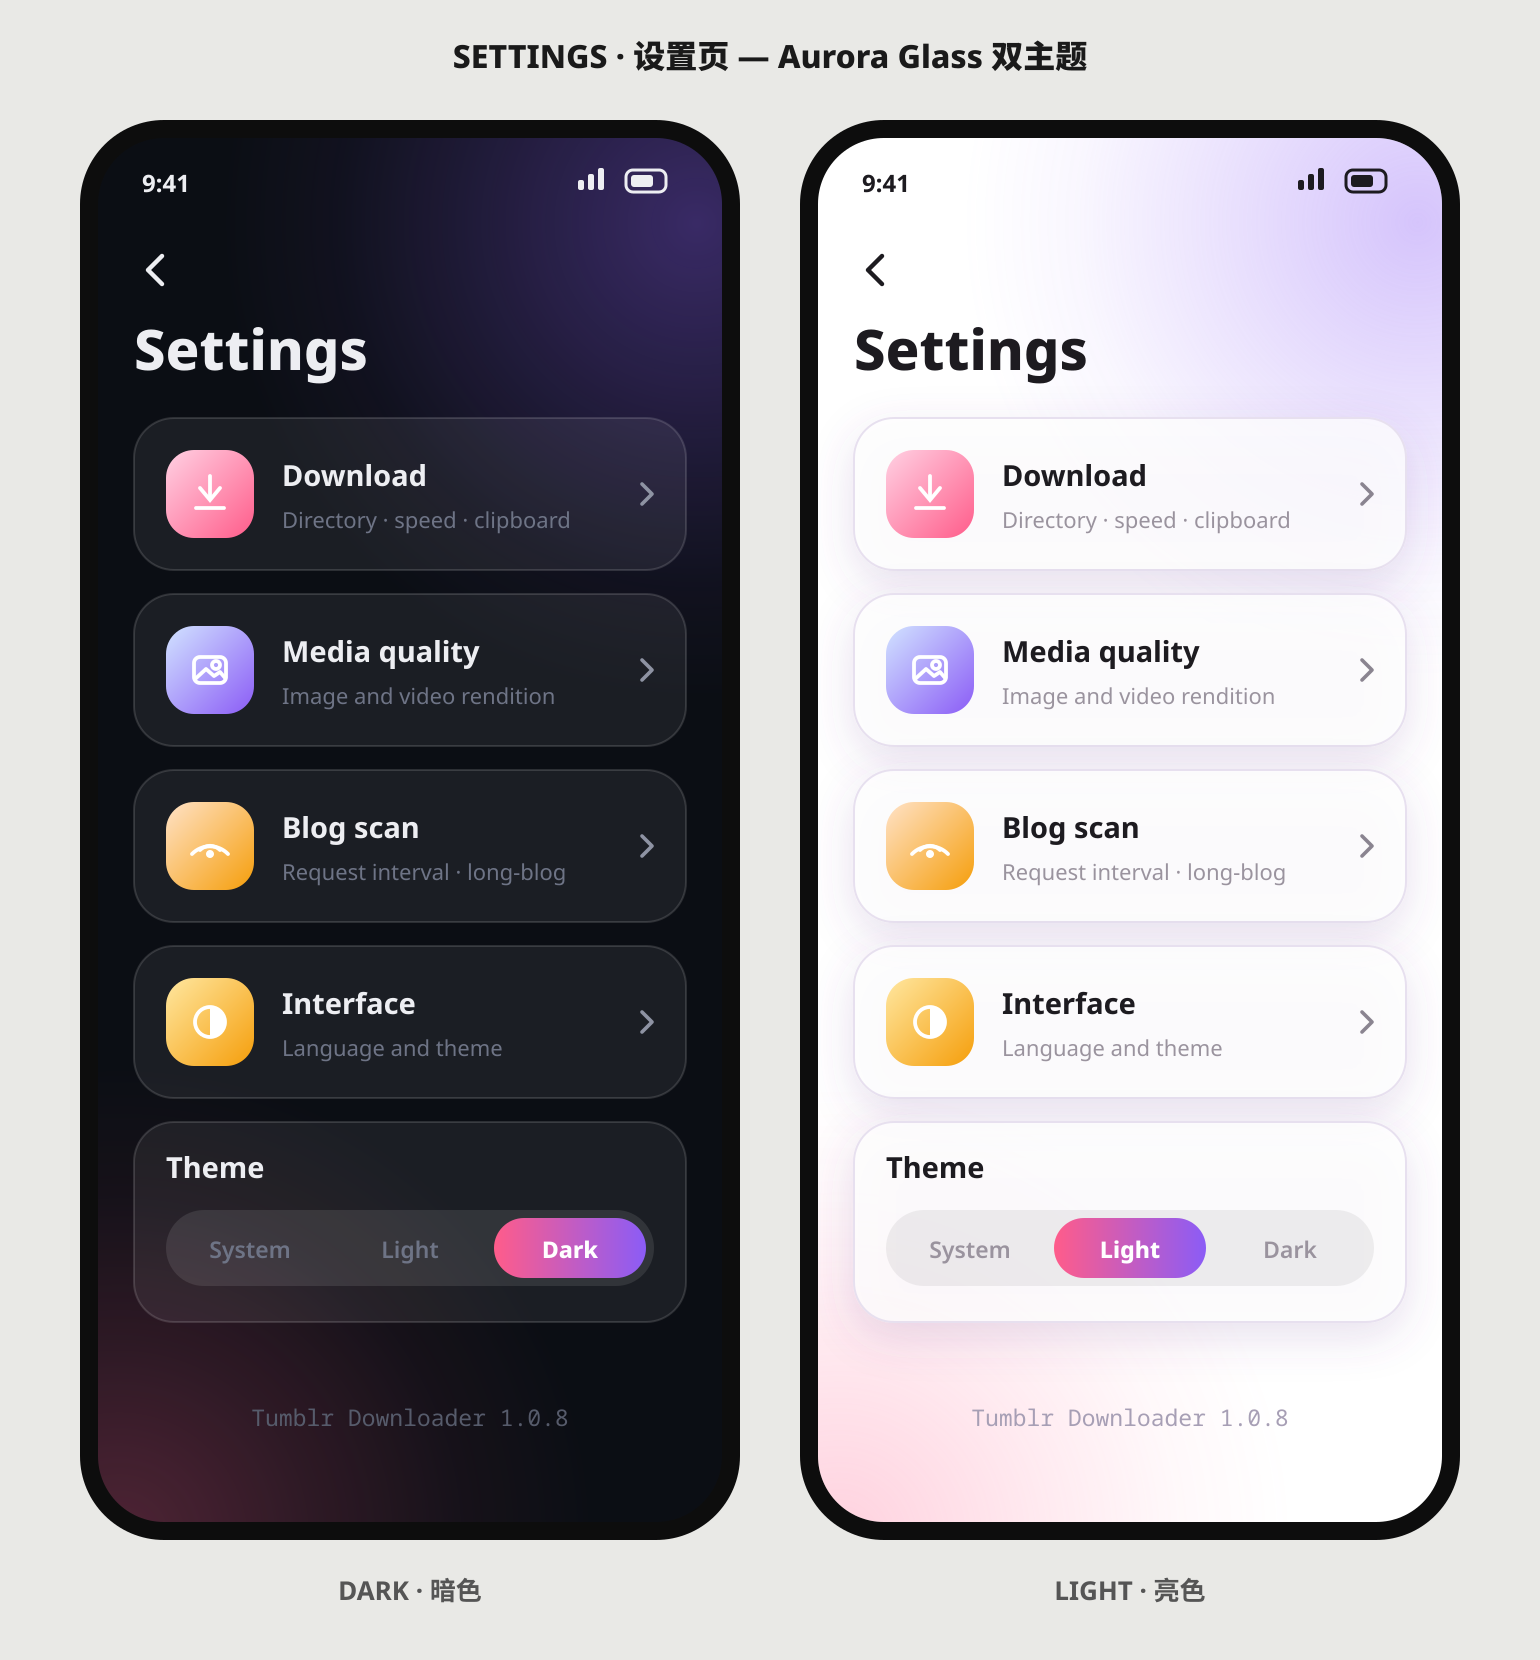 SETTINGS · 设置页 — Aurora Glass 双主题
9:41
Settings
Download
Directory · speed · clipboard
Media quality
Image and video rendition
Blog scan
Request interval · long-blog
Interface
Language and theme
Theme
System Light Dark
Tumblr Downloader 1.0.8
DARK · 暗色
9:41
Settings
Download
Directory · speed · clipboard
Media quality
Image and video rendition
Blog scan
Request interval · long-blog
Interface
Language and theme
Theme
System Light Dark
Tumblr Downloader 1.0.8
LIGHT · 亮色